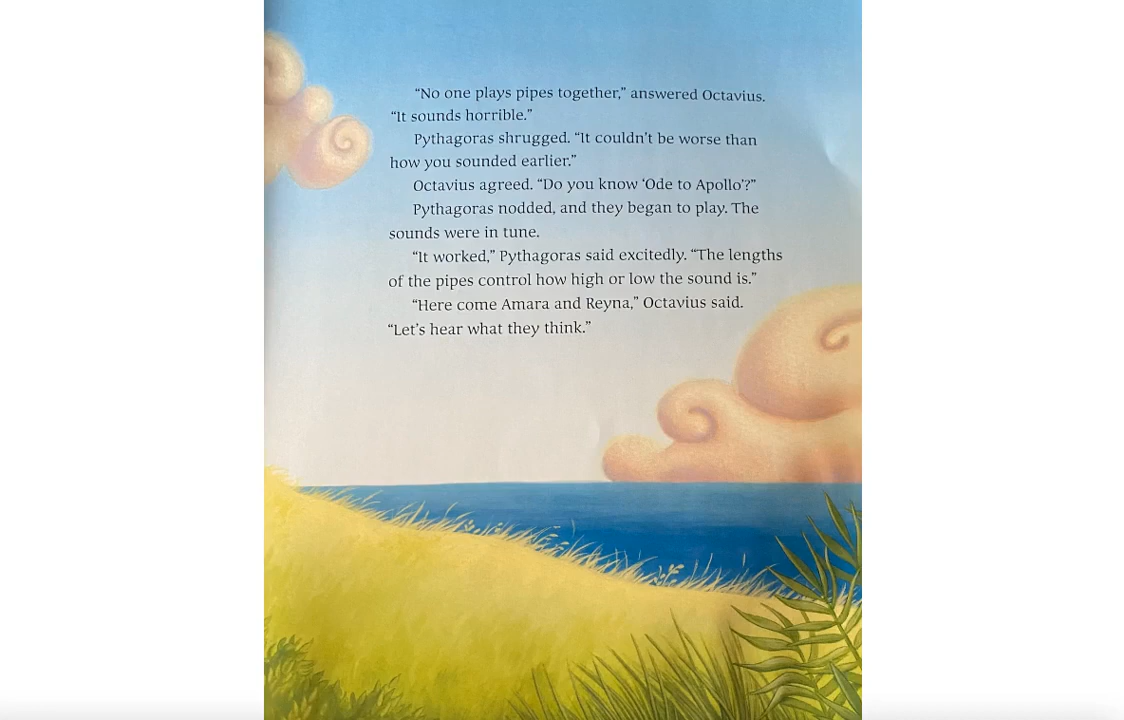 “No one plays pipes together,” answered Octavius.
“It sounds horrible.”
Pythagoras shrugged. “It couldn’t be worse than
how you sounded earlier.”
Octavius agreed. “Do you know ‘Ode to Apollo’?”
Pythagoras nodded, and they began to play. The
sounds were in tune.
“It worked,” Pythagoras said excitedly. “The lengths
of the pipes control how high or low the sound is.”
“Here come Amara and Reyna,” Octavius said.
“Let’s hear what they think.”